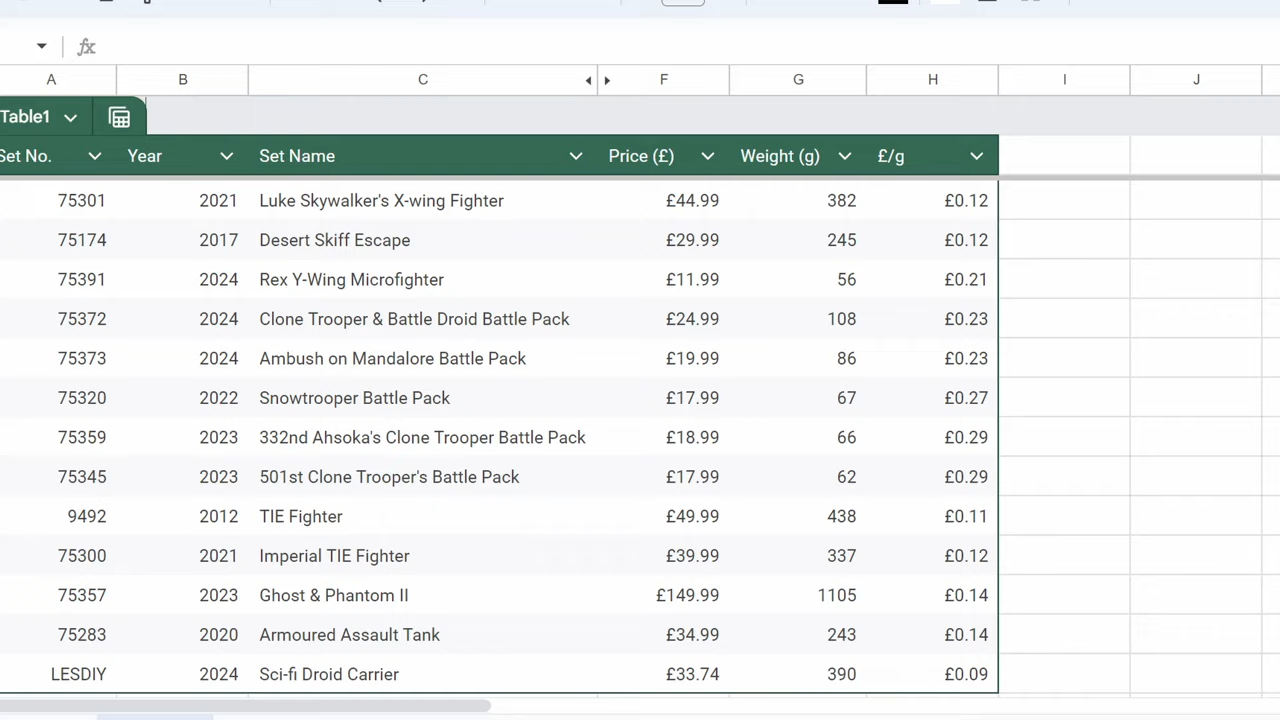 fx
A B C F G H I J
Table1
Set No. Year Set Name Price (£) Weight (g) £/g
75301 2021 Luke Skywalker's X-wing Fighter £44.99 382 £0.12
75174 2017 Desert Skiff Escape £29.99 245 £0.12
75391 2024 Rex Y-Wing Microfighter £11.99 56 £0.21
75372 2024 Clone Trooper & Battle Droid Battle Pack £24.99 108 £0.23
75373 2024 Ambush on Mandalore Battle Pack £19.99 86 £0.23
75320 2022 Snowtrooper Battle Pack £17.99 67 £0.27
75359 2023 332nd Ahsoka's Clone Trooper Battle Pack £18.99 66 £0.29
75345 2023 501st Clone Trooper's Battle Pack £17.99 62 £0.29
9492 2012 TIE Fighter £49.99 438 £0.11
75300 2021 Imperial TIE Fighter £39.99 337 £0.12
75357 2023 Ghost & Phantom II £149.99 1105 £0.14
75283 2020 Armoured Assault Tank £34.99 243 £0.14
LESDIY 2024 Sci-fi Droid Carrier £33.74 390 £0.09